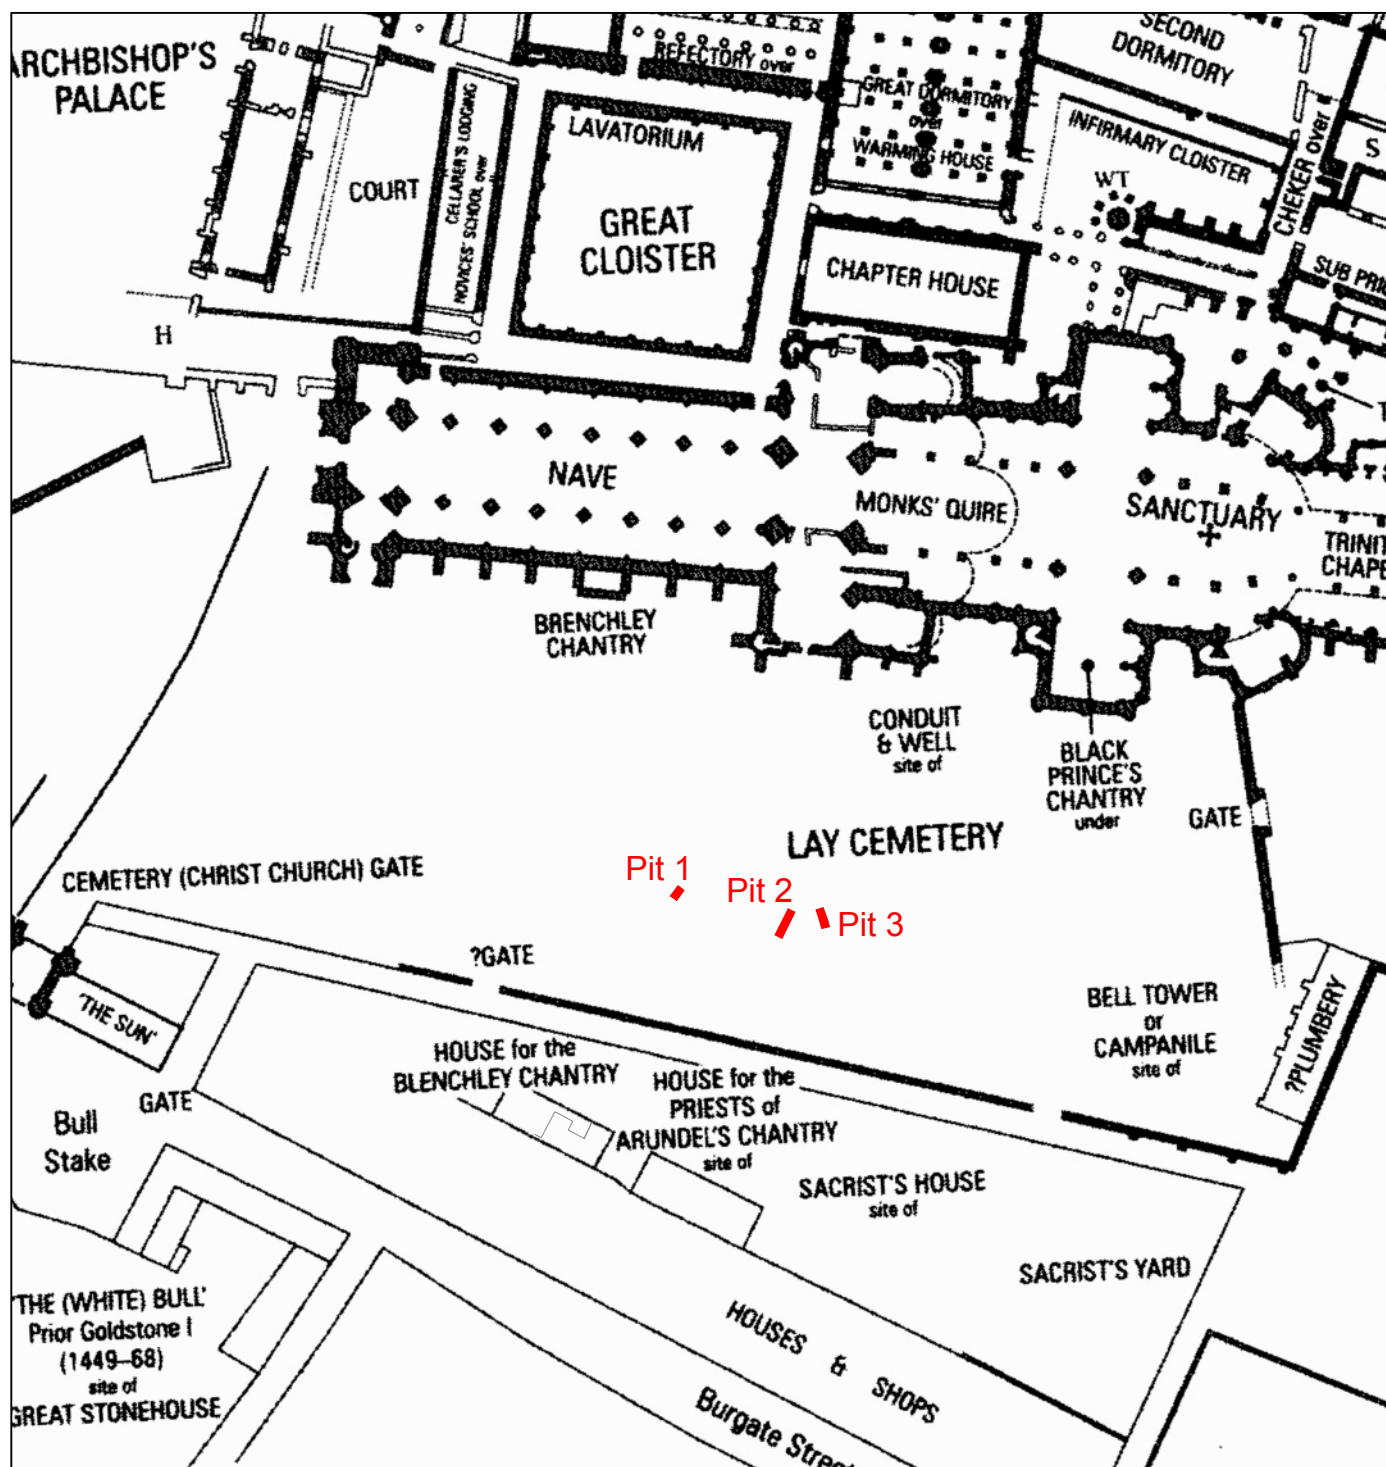 ARCHBISHOP'S
PALACE
REFECTORY over
SECOND
DORMITORY
GREAT DORMITORY
over
WARMING HOUSE
LAVATORIUM
COURT
CELLARER'S LODGING
NOVICES' SCHOOL over
GREAT
CLOISTER
CHAPTER HOUSE
INFIRMARY CLOISTER
WT
CHEKER over
S
SUB PRIO
H
NAVE
MONKS' QUIRE
SANCTUARY
TRINIT
CHAPE
BRENCHLEY
CHANTRY
CONDUIT
& WELL
site of
BLACK
PRINCE'S
CHANTRY
under
GATE
LAY CEMETERY
CEMETERY (CHRIST CHURCH) GATE
Pit 1
Pit 2
Pit 3
?GATE
'THE SUN'
BELL TOWER
or
CAMPANILE
site of
?PLUMBERY
HOUSE for the
BLENCHLEY CHANTRY
HOUSE for the
PRIESTS of
ARUNDEL'S CHANTRY
site of
GATE
Bull
Stake
SACRIST'S HOUSE
site of
SACRIST'S YARD
'THE (WHITE) BULL'
Prior Goldstone I
(1449–68)
site of
GREAT STONEHOUSE
HOUSES & SHOPS
Burgate Street